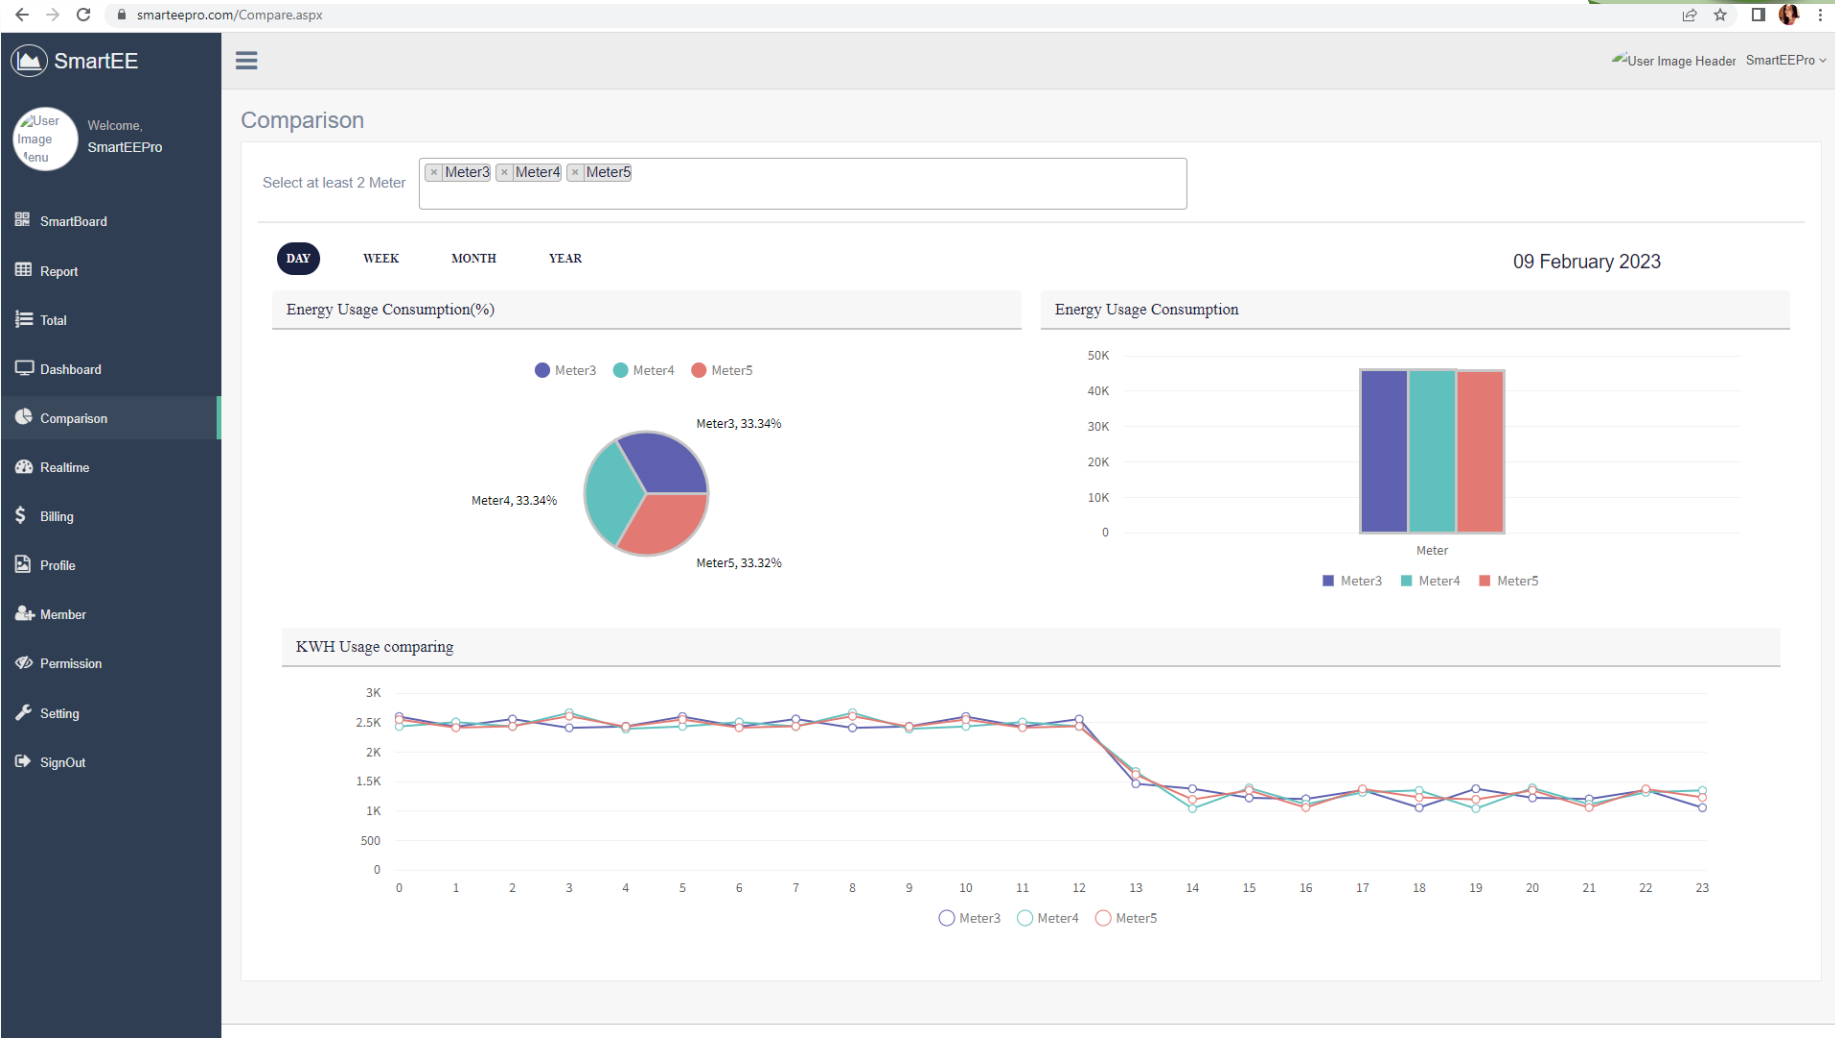 smarteepro.com/Compare.aspx
SmartEE
User Image Header SmartEEPro
User
Image
Menu
Welcome,
SmartEEPro
SmartBoard
Report
Total
Dashboard
Comparison
Realtime
Billing
Profile
Member
Permission
Setting
SignOut
Comparison
Select at least 2 Meter
× Meter3 × Meter4 × Meter5
DAY WEEK MONTH YEAR
09 February 2023
Energy Usage Consumption(%)
Meter3 Meter4 Meter5
Meter3, 33.34%
Meter4, 33.34%
Meter5, 33.32%
Energy Usage Consumption
50K
40K
30K
20K
10K
0
Meter
Meter3 Meter4 Meter5
KWH Usage comparing
3K
2.5K
2K
1.5K
1K
500
0
0 1 2 3 4 5 6 7 8 9 10 11 12 13 14 15 16 17 18 19 20 21 22 23
Meter3 Meter4 Meter5